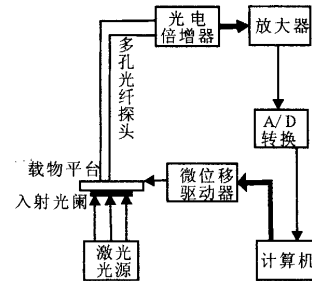 光电
倍增器
放大器
多孔光纤探头
A/D
转换
载物平台
入射光阑
微位移
驱动器
激光
光源
计算机